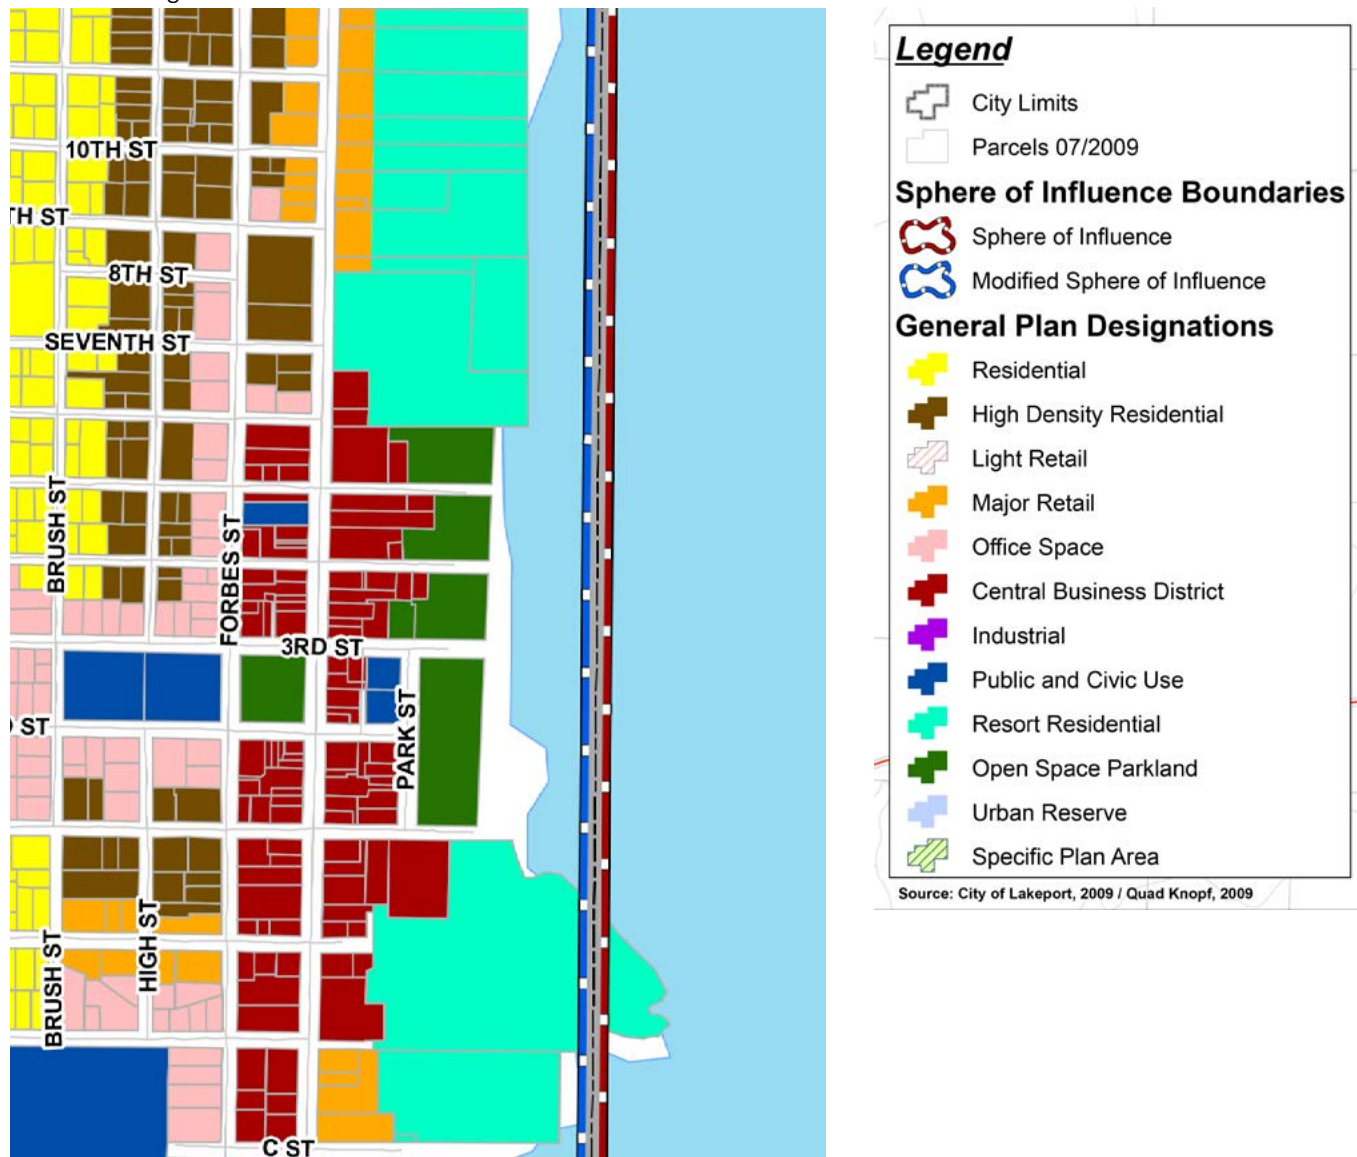 10TH ST
TH ST
8TH ST
SEVENTH ST
BRUSH ST
FORBES ST
3RD ST
ST
PARK ST
HIGH ST
BRUSH ST
C ST
Legend
City Limits
Parcels 07/2009
Sphere of Influence Boundaries
Sphere of Influence
Modified Sphere of Influence
General Plan Designations
Residential
High Density Residential
Light Retail
Major Retail
Office Space
Central Business District
Industrial
Public and Civic Use
Resort Residential
Open Space Parkland
Urban Reserve
Specific Plan Area
Source: City of Lakeport, 2009 / Quad Knopf, 2009